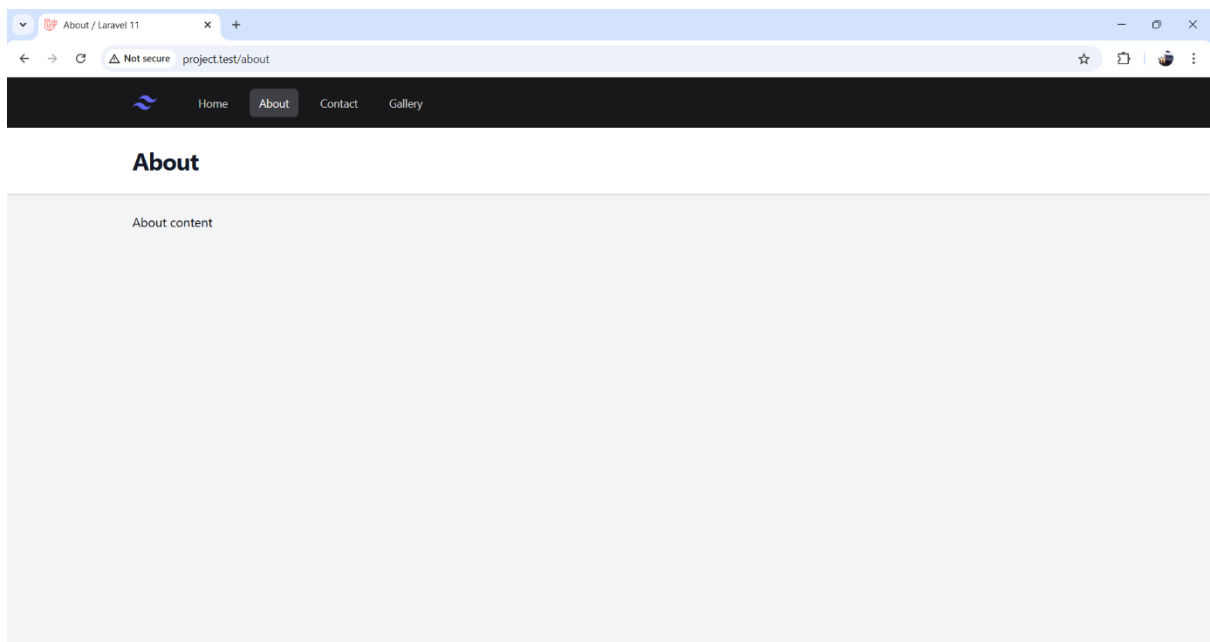 About / Laravel 11
Not secure project.test/about
Home About Contact Gallery
About
About content